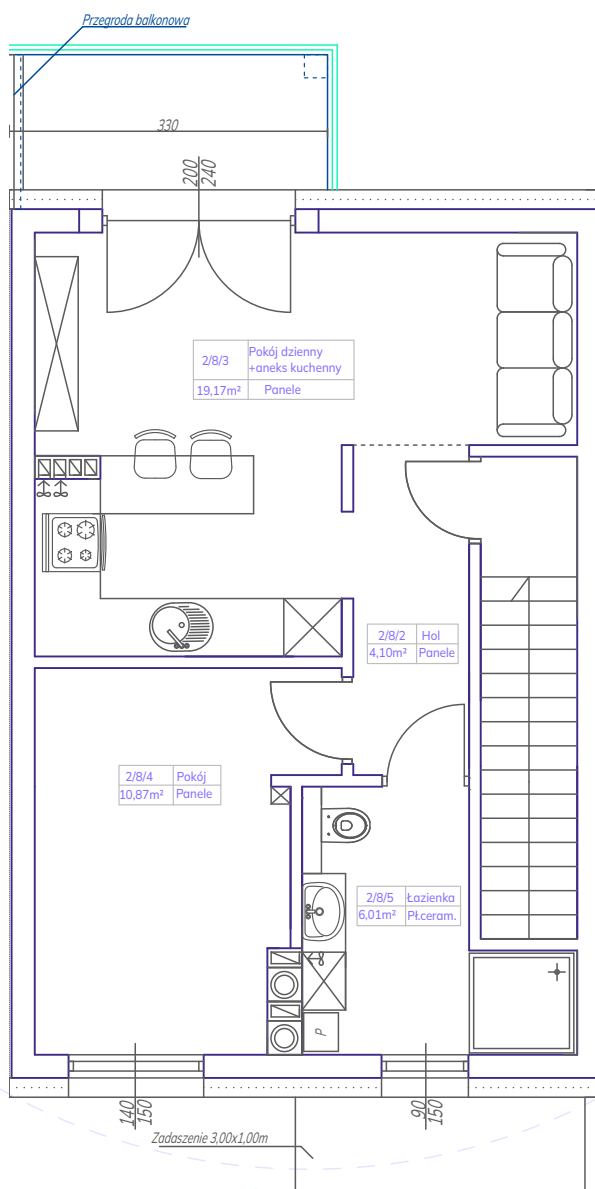 Przegroda balkonowa
330
200
240
2/8/3 Pokój dzienny
+aneks kuchenny
19,17m² Panele
2/8/2 Hol
4,10m² Panele
2/8/4 Pokój
10,87m² Panele
2/8/5 Łazienka
6,01m² Pł.ceram.
P
140
150
90
150
Zadaszenie 3,00x1,00m